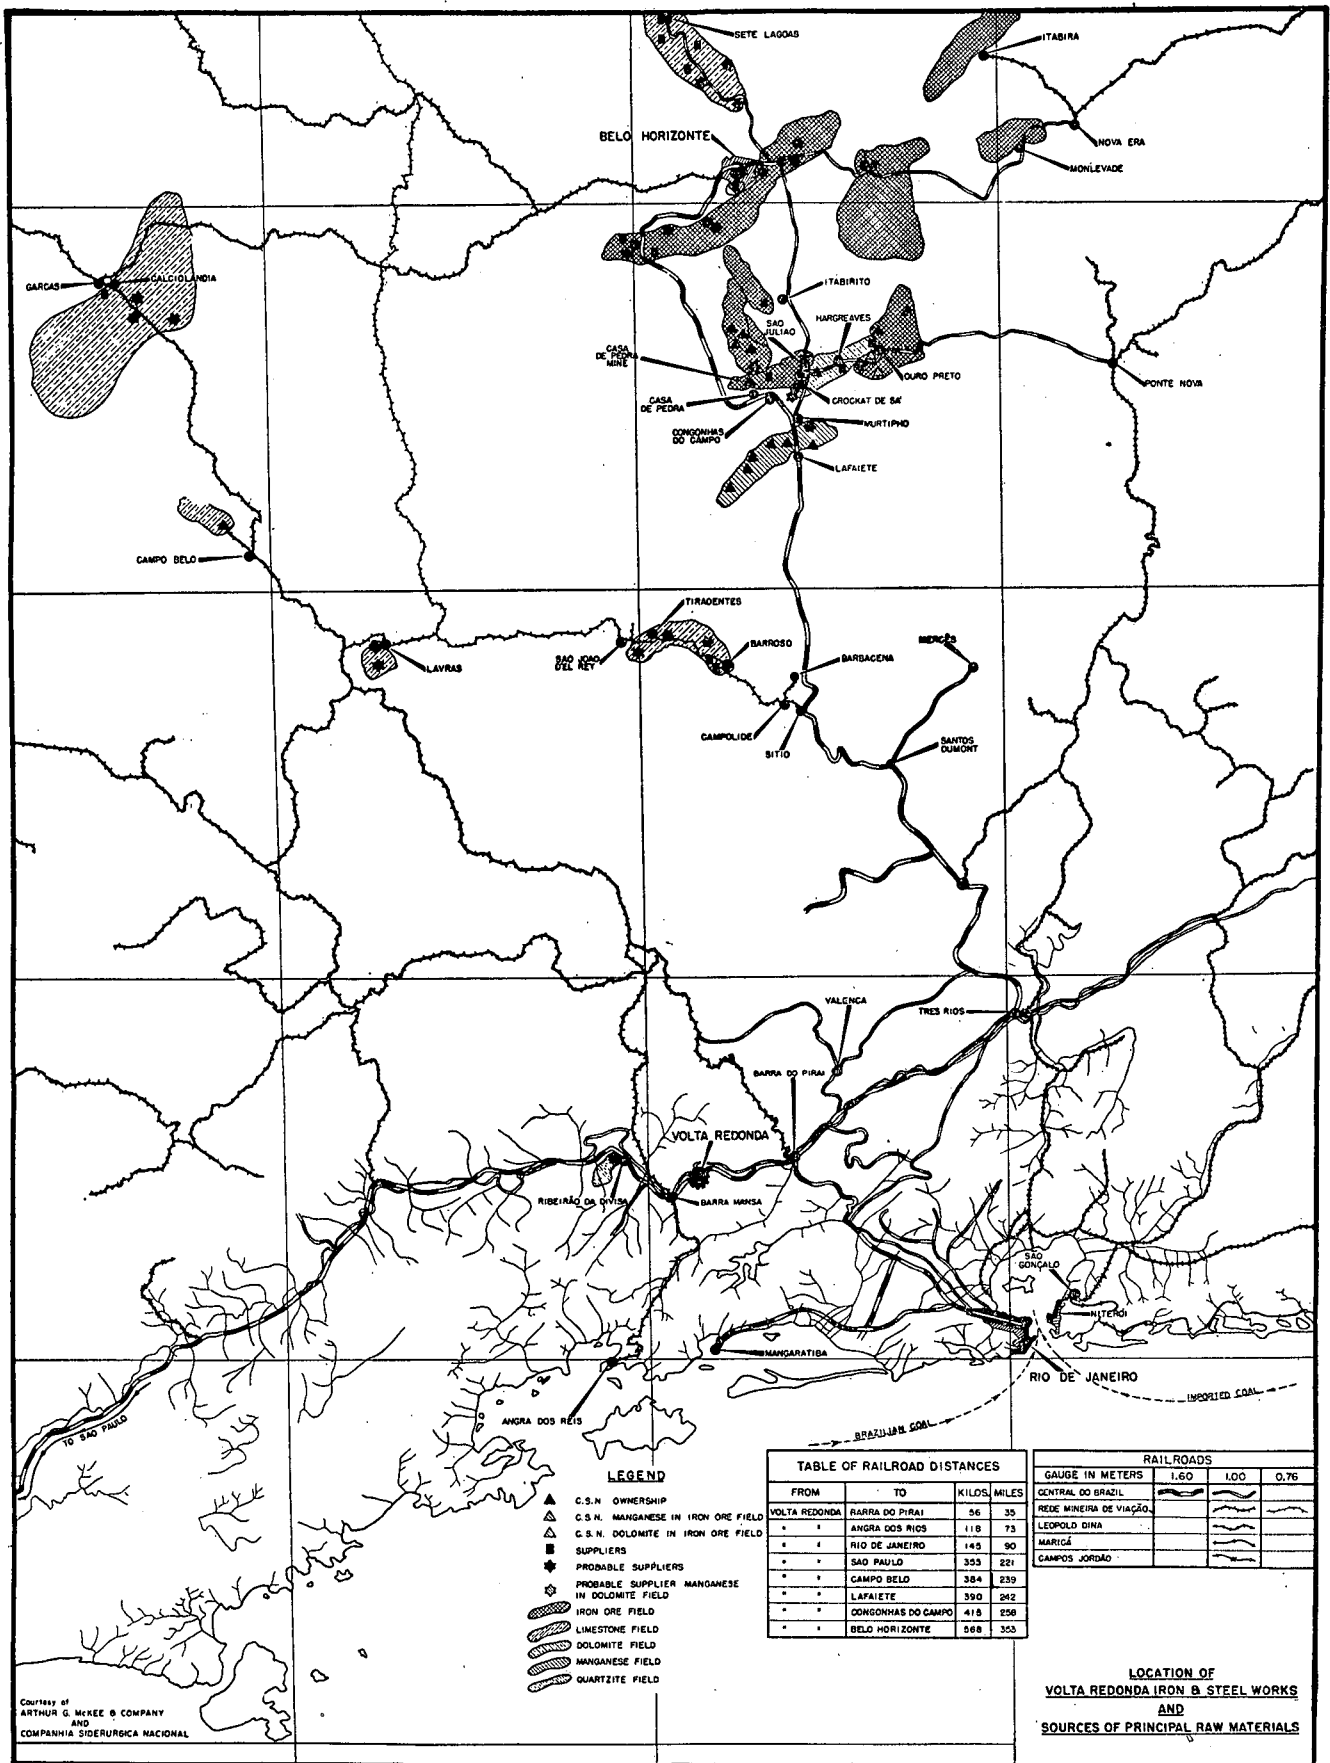 SETE LAGOAS
ITABIRA
BELO HORIZONTE
NOVA ERA
MONLEVADE
GARCAS
CALCIOLANDIA
ITABIRITO
SAO
JULIAO
HARGREAVES
CASA
DE PEDRA
MINE
OURO PRETO
PONTE NOVA
CASA
DE PEDRA
CROCKAT DE SA'
CONGONHAS
DO CAMPO
MURTIPHO
LAFAIETE
CAMPO BELO
TIRADENTES
LAVRAS
SAO JOAO
D'EL REY
BARROSO
BARBACENA
MERCÊS
CAMPOLIDE
SITIO
SANTOS
DUMONT
VALENCA
TRES RIOS
BARRA DO PIRAI
VOLTA REDONDA
RIBEIRÃO DA DIVISA
BARRA MANSA
SÃO
GONÇALO
NITEROI
MANGARATIBA
RIO DE JANEIRO
IMPORTED COAL
BRAZILIAN COAL
TO SAO PAULO
ANGRA DOS REIS
LEGEND
C.S.N OWNERSHIP
C.S.N. MANGANESE IN IRON ORE FIELD
C.S.N. DOLOMITE IN IRON ORE FIELD
SUPPLIERS
PROBABLE SUPPLIERS
PROBABLE SUPPLIER MANGANESE
IN DOLOMITE FIELD
IRON ORE FIELD
LIMESTONE FIELD
DOLOMITE FIELD
MANGANESE FIELD
QUARTZITE FIELD
TABLE OF RAILROAD DISTANCES
FROM TO KILOS. MILES
VOLTA REDONDA BARRA DO PIRAI 56 35
" " ANGRA DOS RIOS 118 73
" " RIO DE JANEIRO 145 90
" " SAO PAULO 353 221
" " CAMPO BELO 384 239
" " LAFAIETE 390 242
" " CONGONHAS DO CAMPO 415 258
" " BELO HORIZONTE 568 353
RAILROADS
GAUGE IN METERS 1.60 1.00 0.76
CENTRAL DO BRAZIL
REDE MINEIRA DE VIAÇÃO
LEOPOLD DINA
MARICÁ
CAMPOS JORDÃO
LOCATION OF
VOLTA REDONDA IRON & STEEL WORKS
AND
SOURCES OF PRINCIPAL RAW MATERIALS
Courtesy of
ARTHUR G. McKEE & COMPANY
AND
COMPANHIA SIDERURGICA NACIONAL